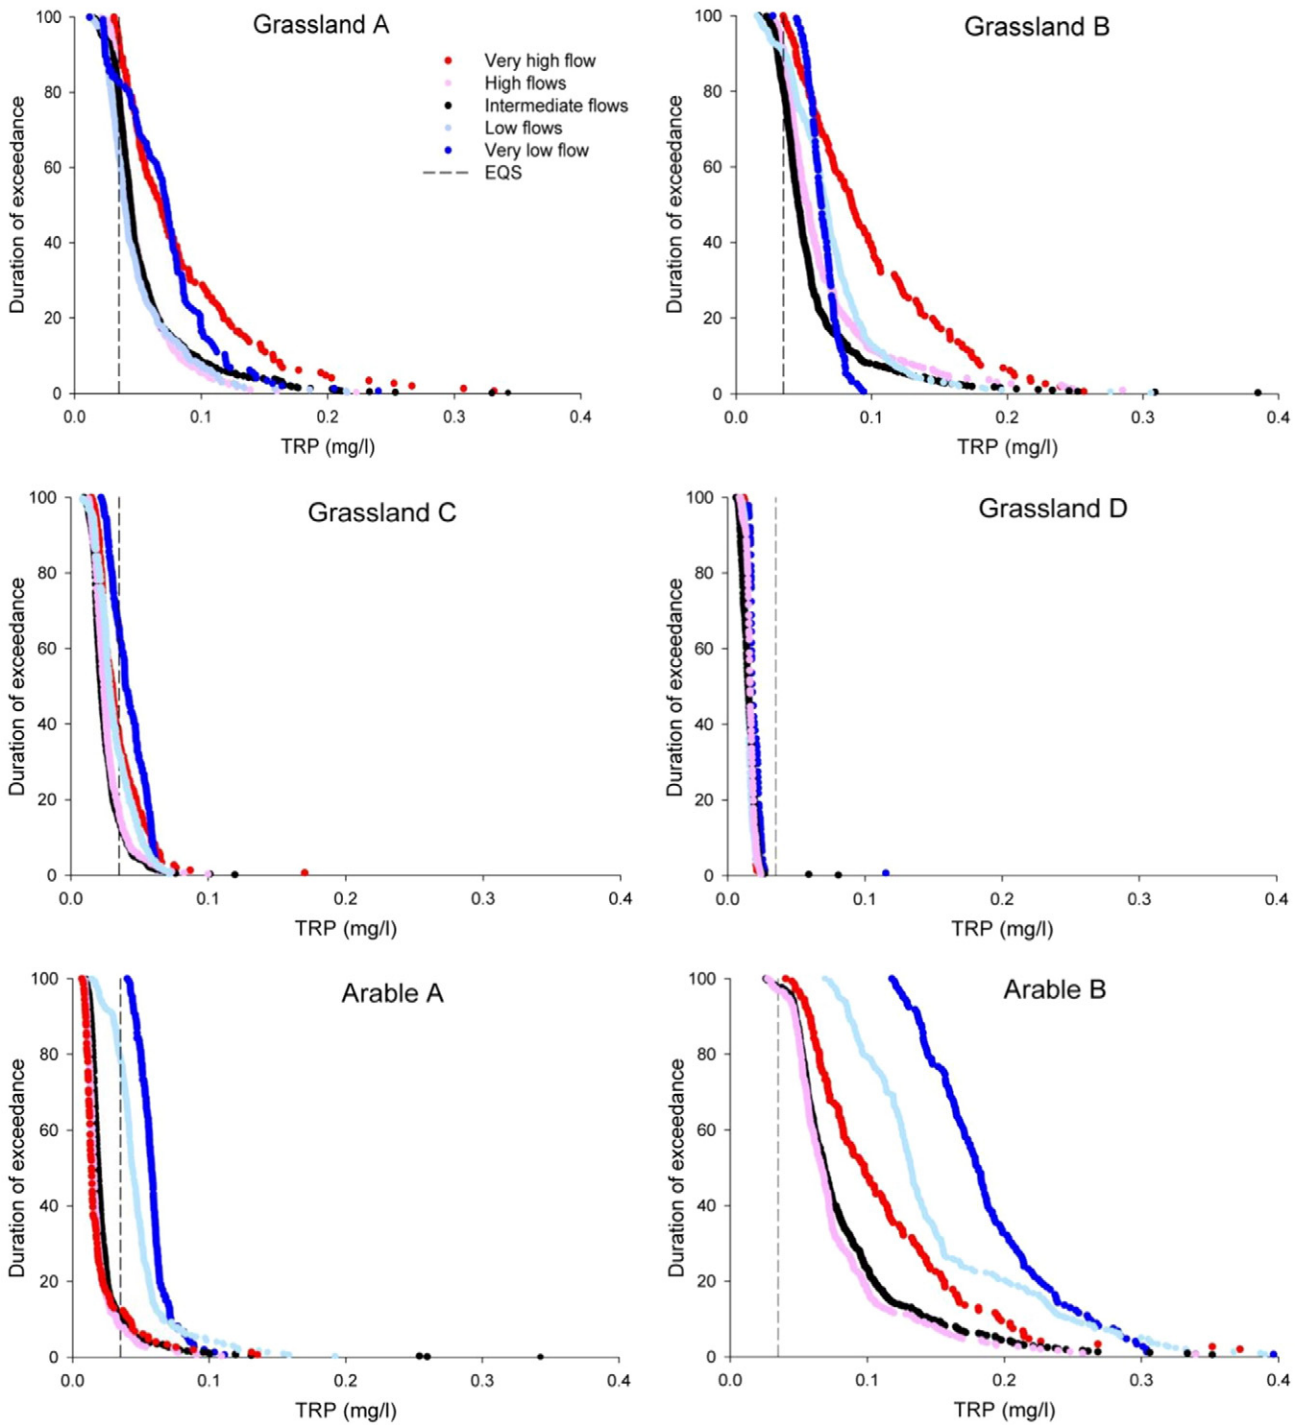 Grassland A
Very high flow
High flows
Intermediate flows
Low flows
Very low flow
EQS
Duration of exceedance
100
80
60
40
20
0
0.0 0.1 0.2 0.3 0.4
TRP (mg/l)
Grassland B
Duration of exceedance
100
80
60
40
20
0
0.0 0.1 0.2 0.3 0.4
TRP (mg/l)
Grassland C
Duration of exceedance
100
80
60
40
20
0
0.0 0.1 0.2 0.3 0.4
TRP (mg/l)
Grassland D
Duration of exceedance
100
80
60
40
20
0
0.0 0.1 0.2 0.3 0.4
TRP (mg/l)
Arable A
Duration of exceedance
100
80
60
40
20
0
0.0 0.1 0.2 0.3 0.4
TRP (mg/l)
Arable B
Duration of exceedance
100
80
60
40
20
0
0.0 0.1 0.2 0.3 0.4
TRP (mg/l)